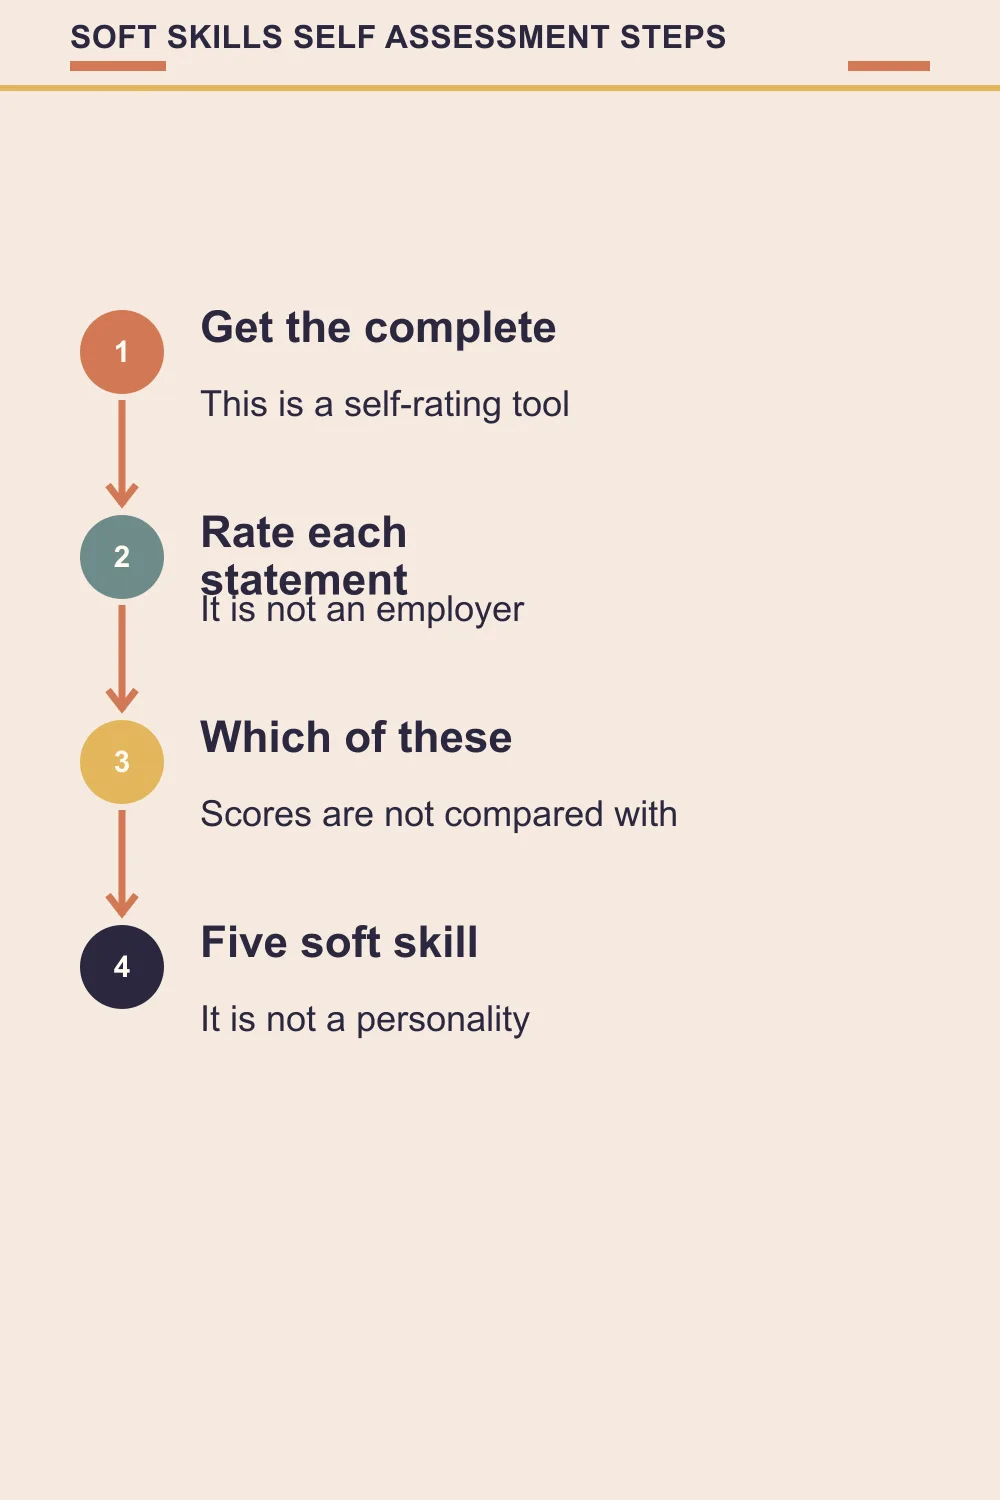 SOFT SKILLS SELF ASSESSMENT STEPS
1
Get the complete
This is a self-rating tool
2
Rate each
statement
It is not an employer
3
Which of these
Scores are not compared with
4
Five soft skill
It is not a personality